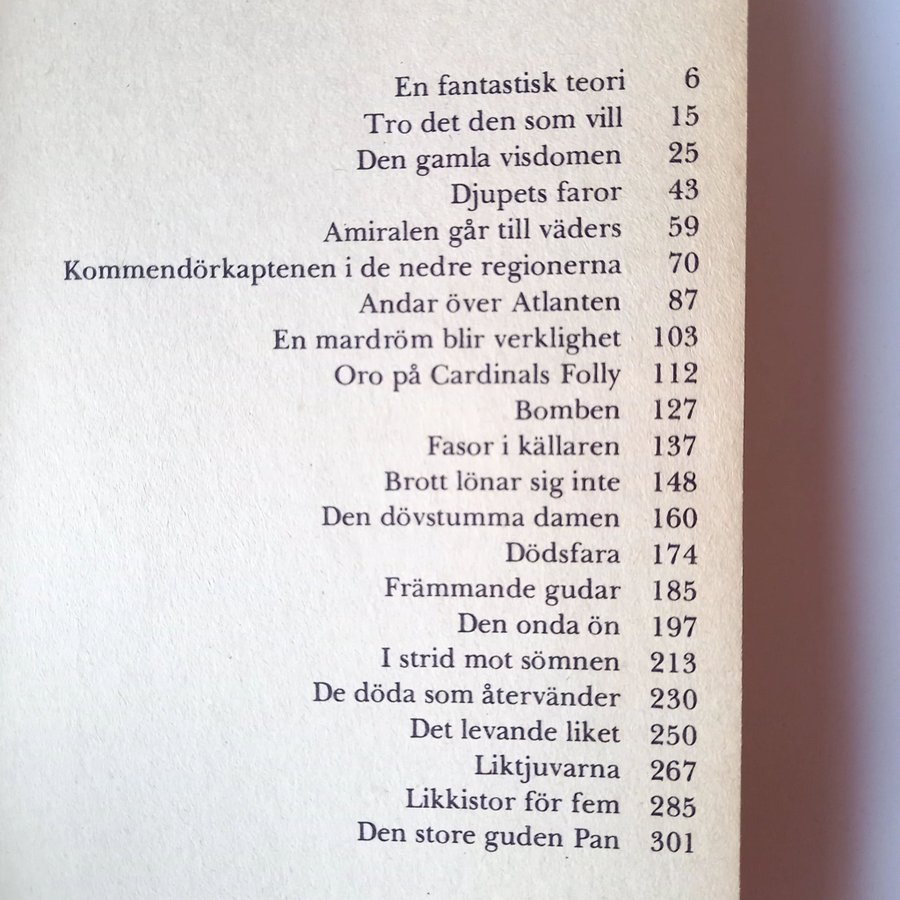 En fantastisk teori 6
Tro det den som vill 15
Den gamla visdomen 25
Djupets faror 43
Amiralen går till väders 59
Kommendörkaptenen i de nedre regionerna 70
Andar över Atlanten 87
En mardröm blir verklighet 103
Oro på Cardinals Folly 112
Bomben 127
Fasor i källaren 137
Brott lönar sig inte 148
Den dövstumma damen 160
Dödsfara 174
Främmande gudar 185
Den onda ön 197
I strid mot sömnen 213
De döda som återvänder 230
Det levande liket 250
Liktjuvarna 267
Likkistor för fem 285
Den store guden Pan 301